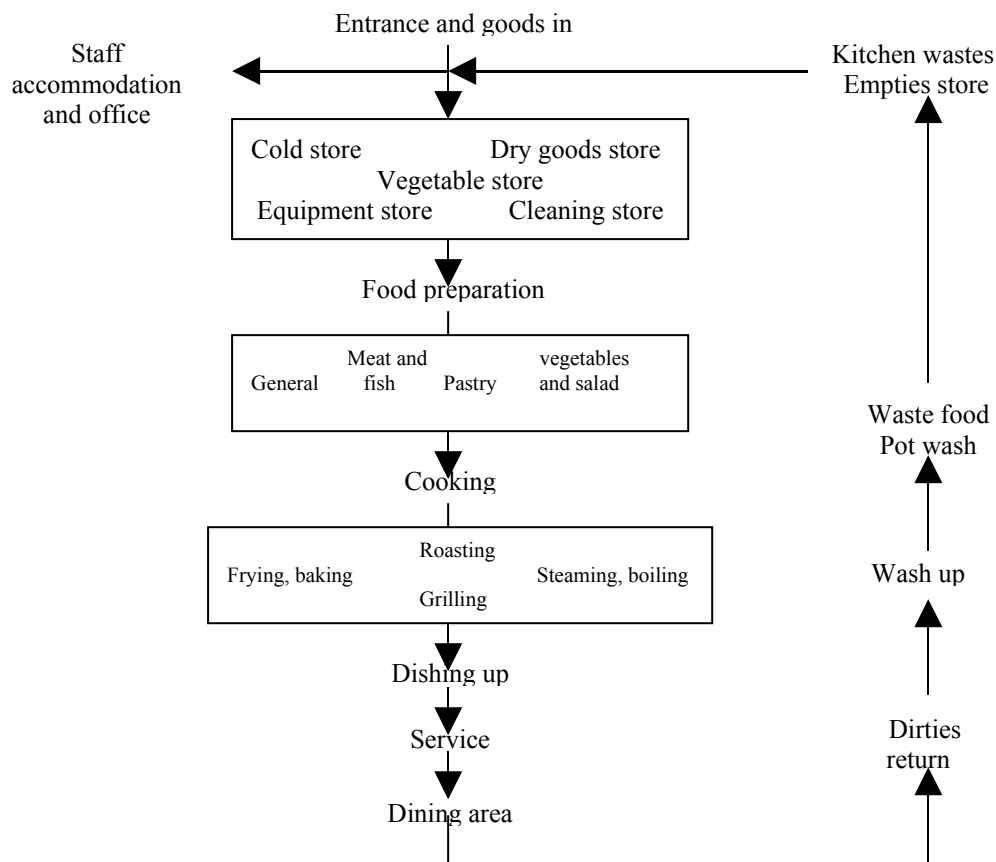 Entrance and goods in
Staff
accommodation
and office
Kitchen wastes
Empties store
Cold store Dry goods store
Vegetable store
Equipment store Cleaning store
Food preparation
General Meat and fish Pastry vegetables and salad
Waste food
Pot wash
Cooking
Roasting
Frying, baking Steaming, boiling
Grilling
Wash up
Dishing up
Service
Dirties
return
Dining area